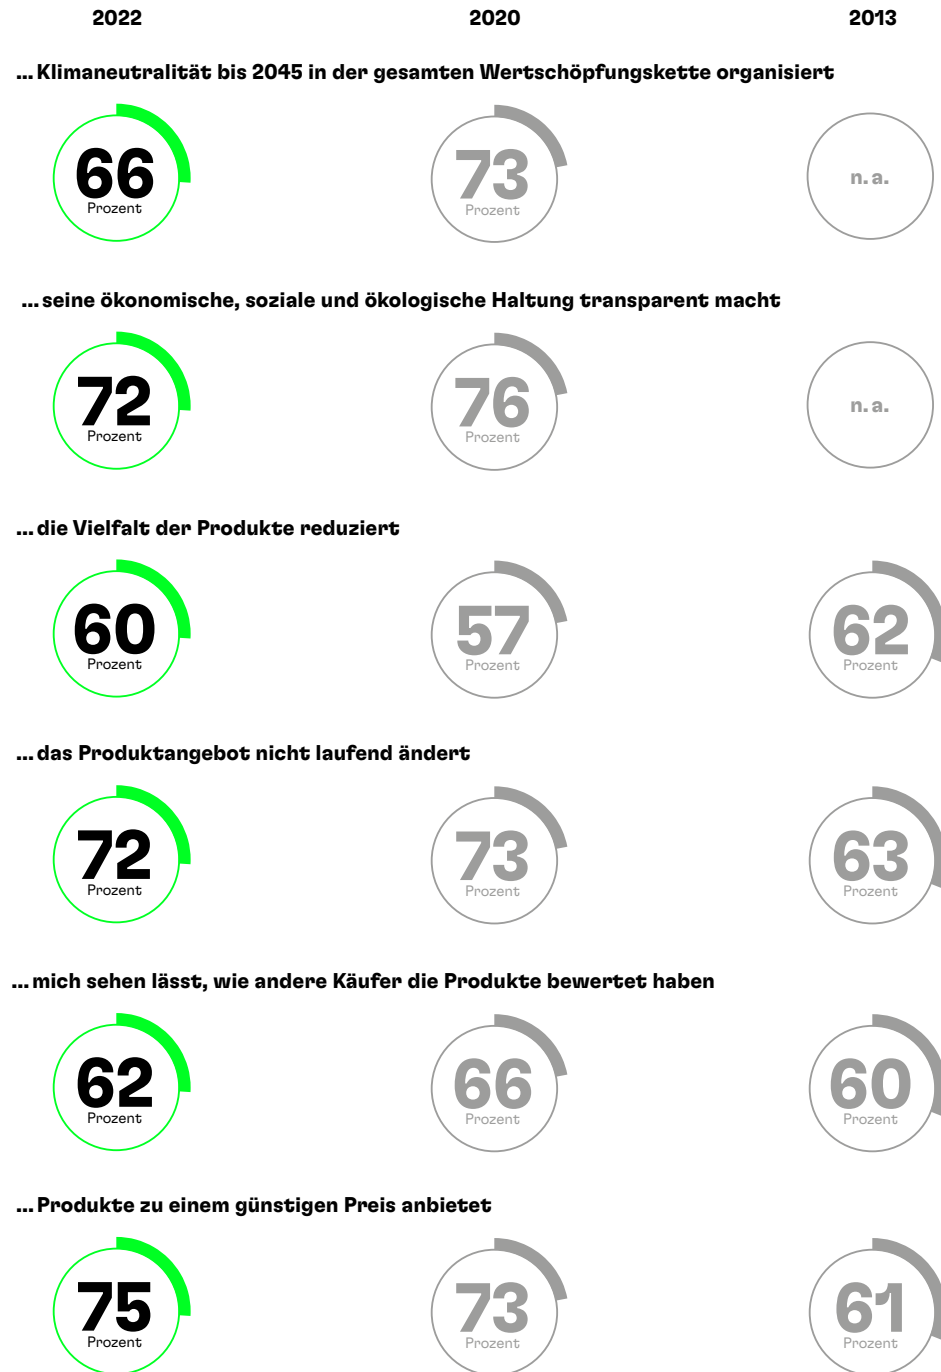 2022 2020 2013
... Klimaneutralität bis 2045 in der gesamten Wertschöpfungskette organisiert
66 73 n. a.
Prozent Prozent
... seine ökonomische, soziale und ökologische Haltung transparent macht
72 76 n. a.
Prozent Prozent
... die Vielfalt der Produkte reduziert
60 57 62
Prozent Prozent Prozent
... das Produktangebot nicht laufend ändert
72 73 63
Prozent Prozent Prozent
... mich sehen lässt, wie andere Käufer die Produkte bewertet haben
62 66 60
Prozent Prozent Prozent
... Produkte zu einem günstigen Preis anbietet
75 73 61
Prozent Prozent Prozent